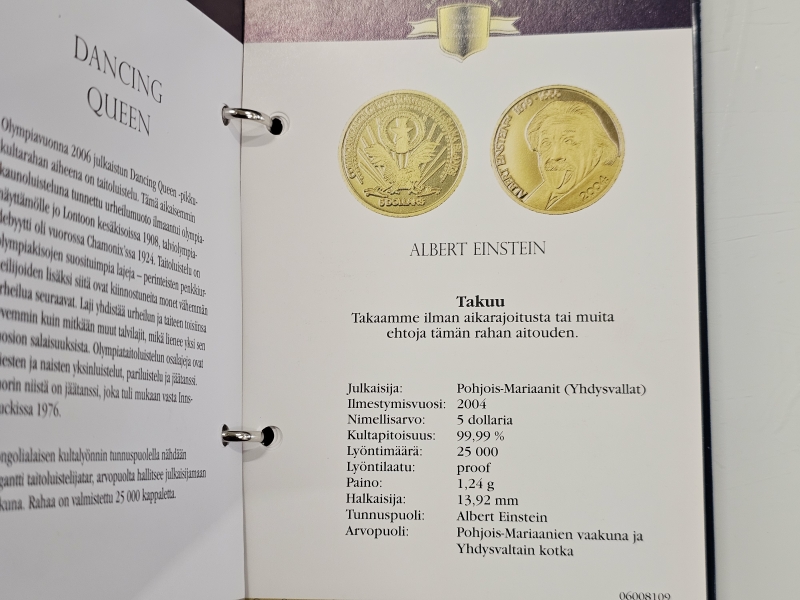 DANCING
QUEEN
Olympiavuonna 2006 julkaistun Dancing Queen -pikku-
kultarahan aiheena on taitoluistelu. Tämä aikaisemmin
kaunoluisteluna tunnettu urheilumuoto ilmaantui olympia-
näyttämölle jo Lontoon kesäkisoissa 1908, talviolympia-
debyytti oli vuorossa Chamonix'ssa 1924. Taitoluistelu on
olympiakisojen suosituimpia lajeja – perinteisten penkkiur-
heilijoiden lisäksi siitä ovat kiinnostuneita monet vähemmän
urheilua seuraavat. Laji yhdistää urheilun ja taiteen toisiinsa
kuin mitkään muut talvilajit, mikä lienee yksi sen
suosion salaisuuksista. Olympiataitoluistelun osalajeja ovat
miesten ja naisten yksinluistelut, pariluistelu ja jäätanssi.
niistä on jäätanssi, joka tuli mukaan vasta Inns-
bruckissa 1976.
kultalyönnin tunnuspuolella nähdään
taitoluistelijatar, arvopuolta hallitsee julkaisijamaan
vaakuna. Rahaa on valmistettu 25 000 kappaletta.
5 DOLLARS
ALBERT EINSTEIN
2004
ALBERT EINSTEIN
Takuu
Takaamme ilman aikarajoitusta tai muita
ehtoja tämän rahan aitouden.
Julkaisija: Pohjois-Mariaanit (Yhdysvallat)
Ilmestymisvuosi: 2004
Nimellisarvo: 5 dollaria
Kultapitoisuus: 99,99 %
Lyöntimäärä: 25 000
Lyöntilaatu: proof
Paino: 1,24 g
Halkaisija: 13,92 mm
Tunnuspuoli: Albert Einstein
Arvopuoli: Pohjois-Mariaanien vaakuna ja
Yhdysvaltain kotka
06008109